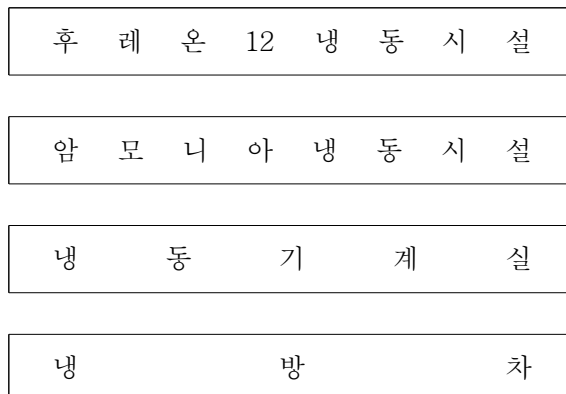 후 레 온 12 냉 동 시 설
암 모 니 아 냉 동 시 설
냉 동 기 계 실
냉 방 차